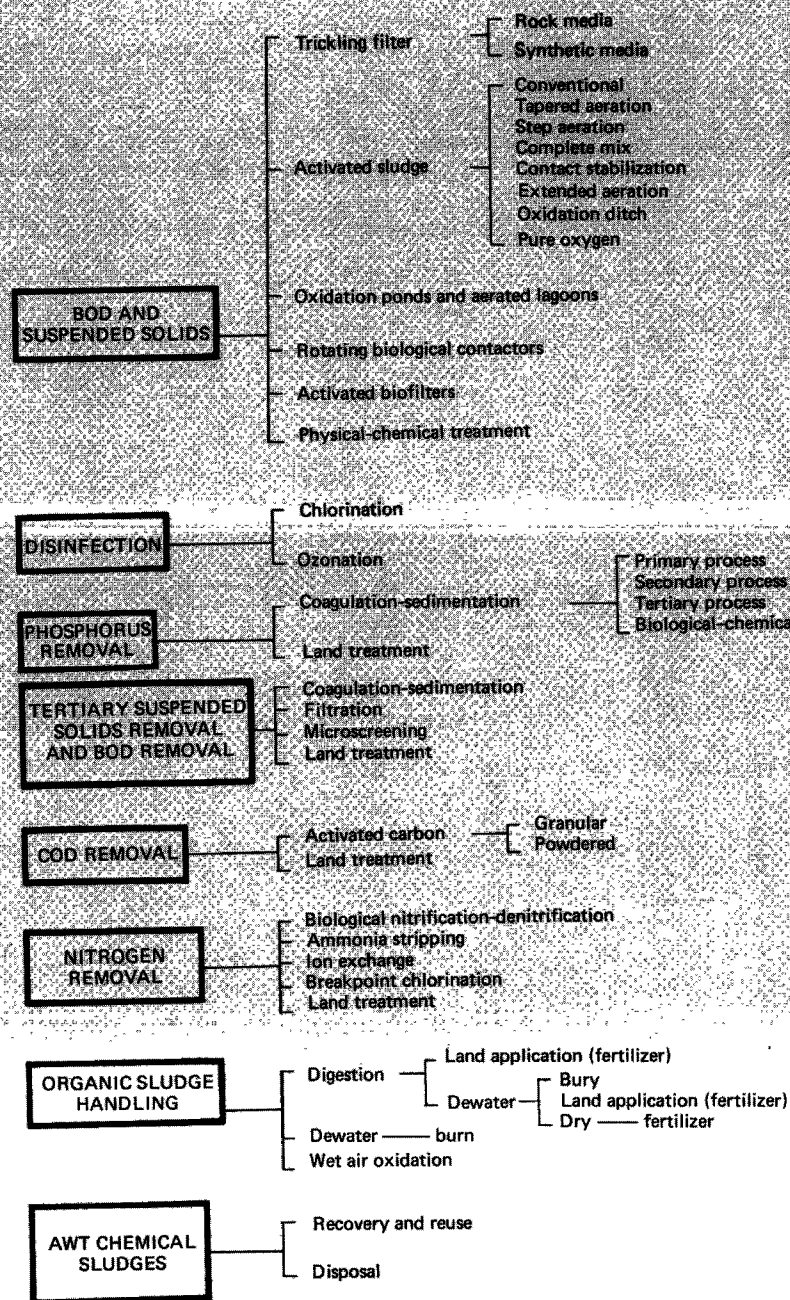 Trickling filter
Rock media
Synthetic media
Activated sludge
Conventional
Tapered aeration
Step aeration
Complete mix
Contact stabilization
Extended aeration
Oxidation ditch
Pure oxygen
BOD AND
SUSPENDED SOLIDS
Oxidation ponds and aerated lagoons
Rotating biological contactors
Activated biofilters
Physical-chemical treatment
DISINFECTION
Chlorination
Ozonation
PHOSPHORUS
REMOVAL
Coagulation-sedimentation
Primary process
Secondary process
Tertiary process
Biological-chemica
Land treatment
TERTIARY SUSPENDED
SOLIDS REMOVAL
AND BOD REMOVAL
Coagulation-sedimentation
Filtration
Microscreening
Land treatment
COD REMOVAL
Activated carbon
Granular
Powdered
Land treatment
NITROGEN
REMOVAL
Biological nitrification-denitrification
Ammonia stripping
Ion exchange
Breakpoint chlorination
Land treatment
ORGANIC SLUDGE
HANDLING
Digestion
Land application (fertilizer)
Dewater
Bury
Land application (fertilizer)
Dry fertilizer
Dewater burn
Wet air oxidation
AWT CHEMICAL
SLUDGES
Recovery and reuse
Disposal